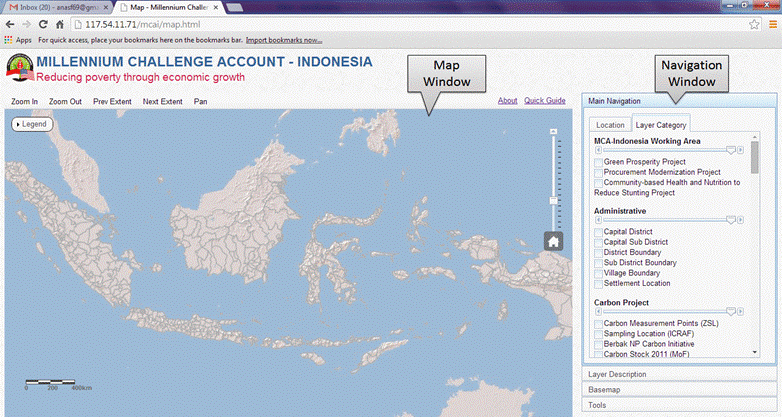 Inbox (20) - anasf69@gma
Map - Millennium Challe
117.54.11.71/mcai/map.html
Apps
For quick access, place your bookmarks here on the bookmarks bar. Import bookmarks now...
MILLENNIUM CHALLENGE ACCOUNT - INDONESIA
Reducing poverty through economic growth
Map
Window
Navigation
Window
Zoom In
Zoom Out
Prev Extent
Next Extent
Pan
About
Quick Guide
Legend
0 200 400km
Main Navigation
Location
Layer Category
MCA-Indonesia Working Area
Green Prosperity Project
Procurement Modernization Project
Community-based Health and Nutrition to
Reduce Stunting Project
Administrative
Capital District
Capital Sub District
District Boundary
Sub District Boundary
Village Boundary
Settlement Location
Carbon Project
Carbon Measurement Points (ZSL)
Sampling Location (ICRAF)
Berbak NP Carbon Initiative
Carbon Stock 2011 (MoF)
Layer Description
Basemap
Tools